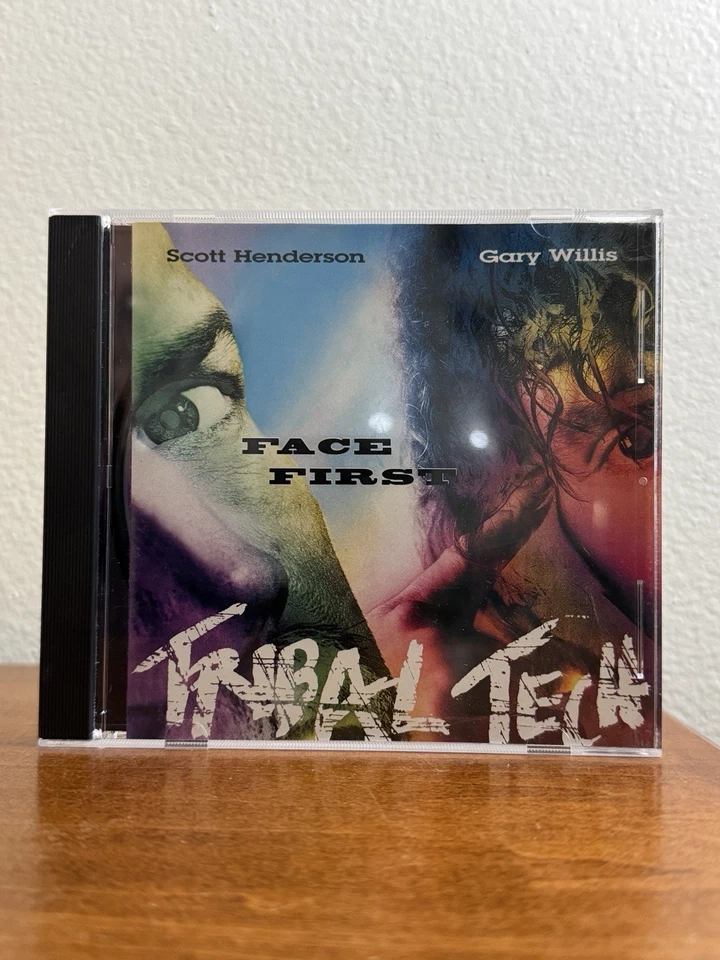 Scott Henderson Gary Willis
FACE
FIRST
TRIBAL TECH